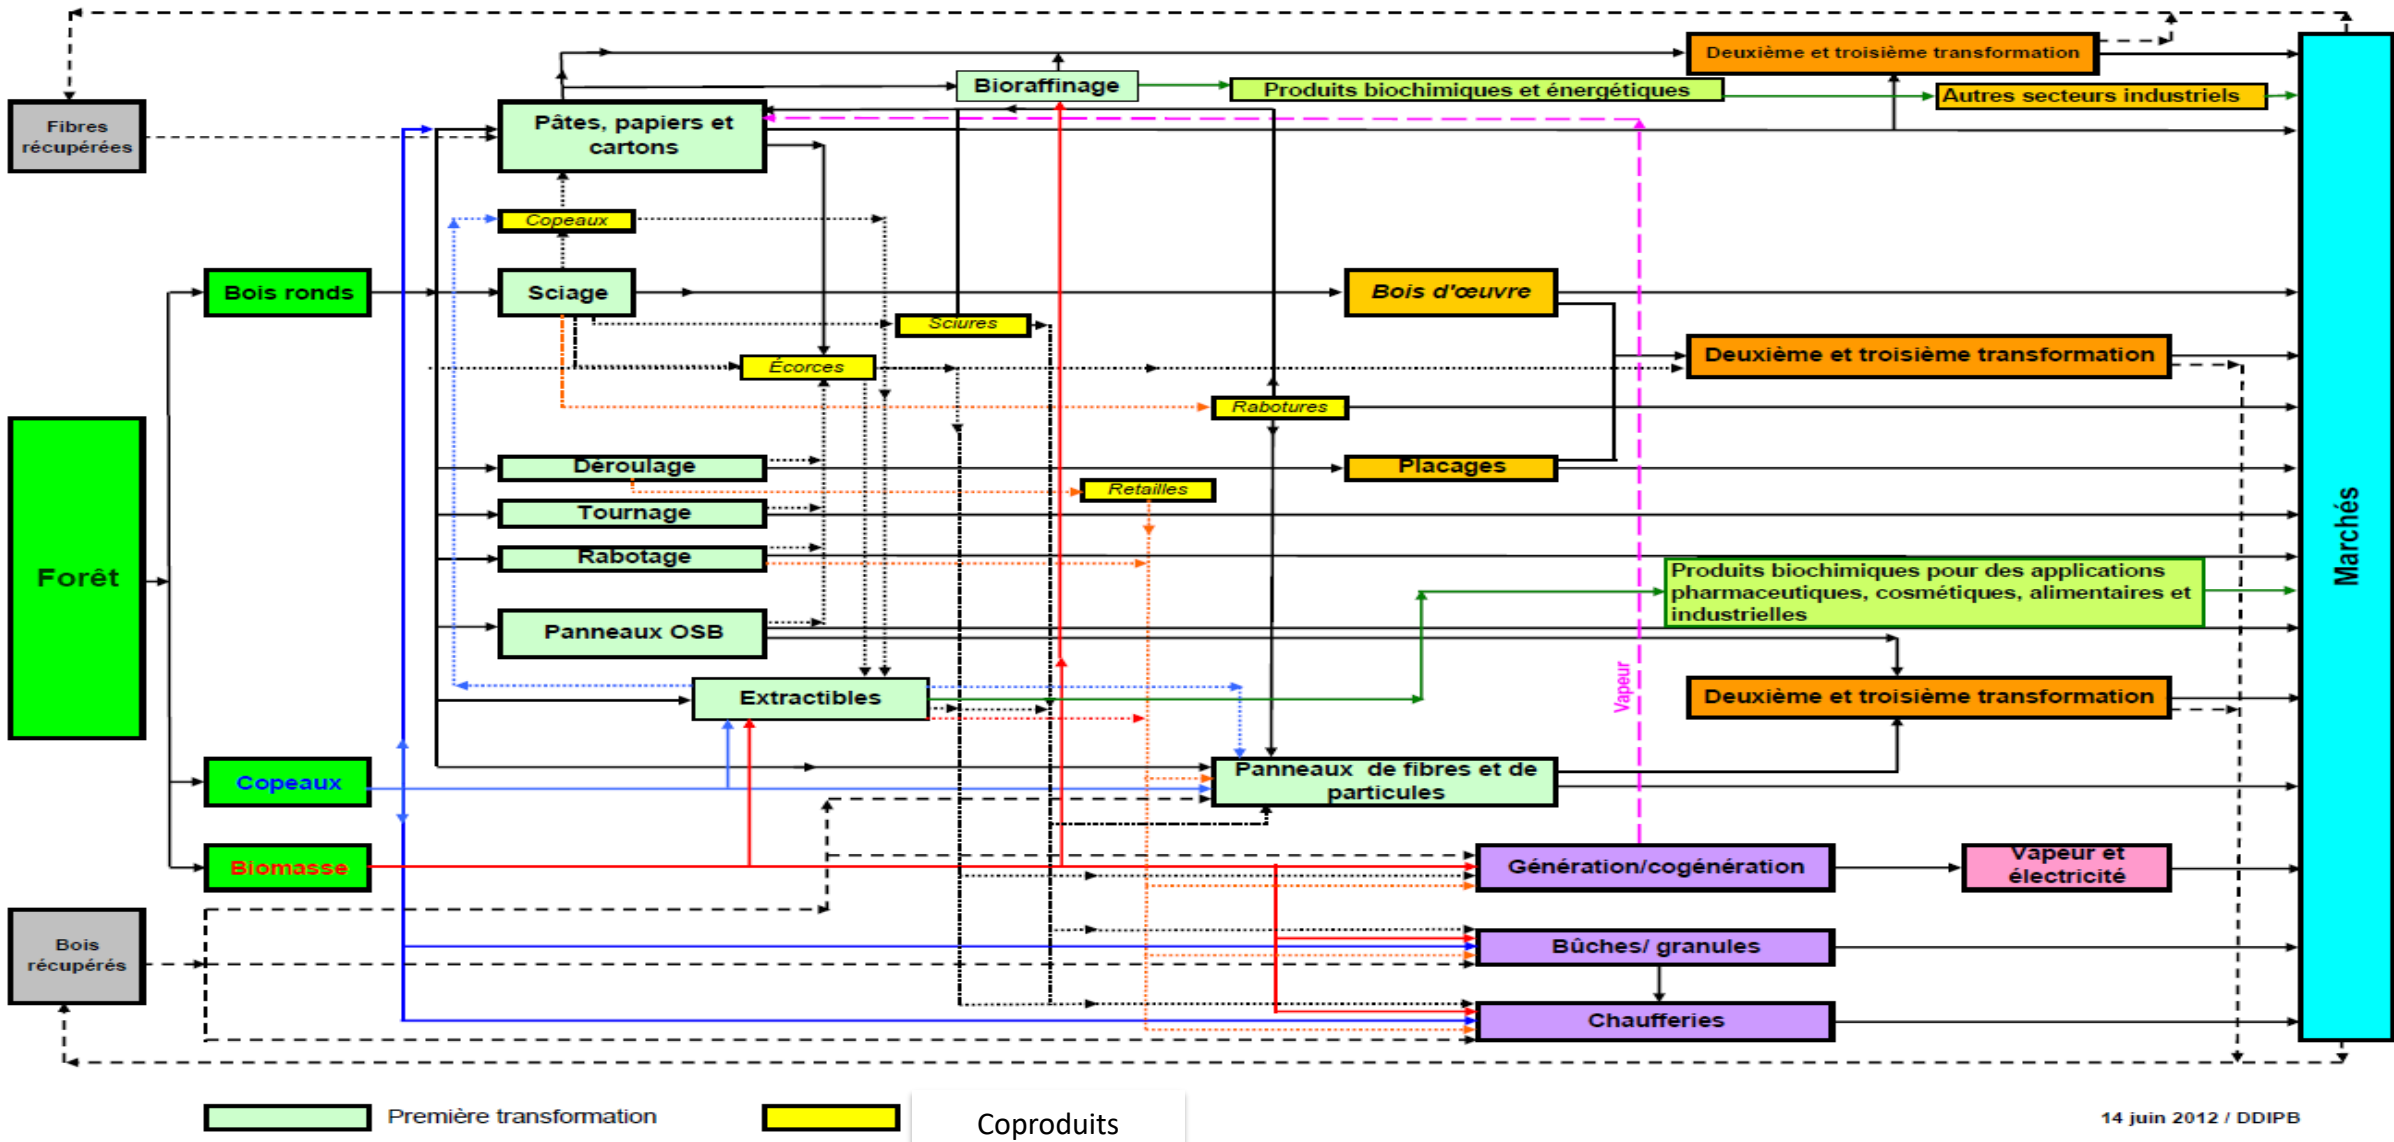 Deuxième et troisième transformation
Bioraffinage
Produits biochimiques et énergétiques
Autres secteurs industriels
Fibres
récupérées
Pâtes, papiers et
cartons
Copeaux
Bois ronds
Sciage
Bois d'œuvre
Sciures
Écorces
Deuxième et troisième transformation
Rabotures
Déroulage
Placages
Retailles
Tournage
Rabotage
Forêt
Marchés
Produits biochimiques pour des applications
pharmaceutiques, cosmétiques, alimentaires et
industrielles
Panneaux OSB
Vapeur
Extractibles
Deuxième et troisième transformation
Copeaux
Panneaux de fibres et de
particules
Biomasse
Génération/cogénération
Vapeur et
électricité
Bois
récupérés
Bûches/ granules
Chaufferies
Première transformation
Coproduits
14 juin 2012 / DDIPB